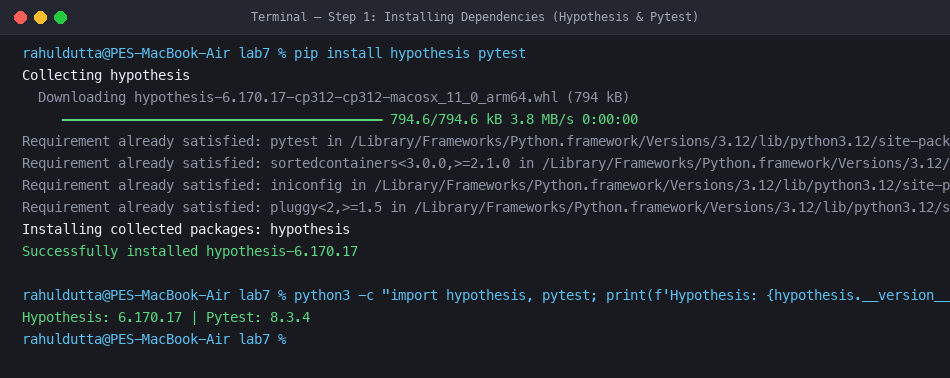 Terminal — Step 1: Installing Dependencies (Hypothesis & Pytest)
rahuldutta@PES-MacBook-Air lab7 % pip install hypothesis pytest
Collecting hypothesis
Downloading hypothesis-6.170.17-cp312-cp312-macosx_11_0_arm64.whl (794 kB)
794.6/794.6 kB 3.8 MB/s 0:00:00
Requirement already satisfied: pytest in /Library/Frameworks/Python.framework/Versions/3.12/lib/python3.12/site-pack
Requirement already satisfied: sortedcontainers<3.0.0,>=2.1.0 in /Library/Frameworks/Python.framework/Versions/3.12/
Requirement already satisfied: iniconfig in /Library/Frameworks/Python.framework/Versions/3.12/lib/python3.12/site-p
Requirement already satisfied: pluggy<2,>=1.5 in /Library/Frameworks/Python.framework/Versions/3.12/lib/python3.12/s
Installing collected packages: hypothesis
Successfully installed hypothesis-6.170.17
rahuldutta@PES-MacBook-Air lab7 % python3 -c "import hypothesis, pytest; print(f'Hypothesis: {hypothesis.__version__
Hypothesis: 6.170.17 | Pytest: 8.3.4
rahuldutta@PES-MacBook-Air lab7 %